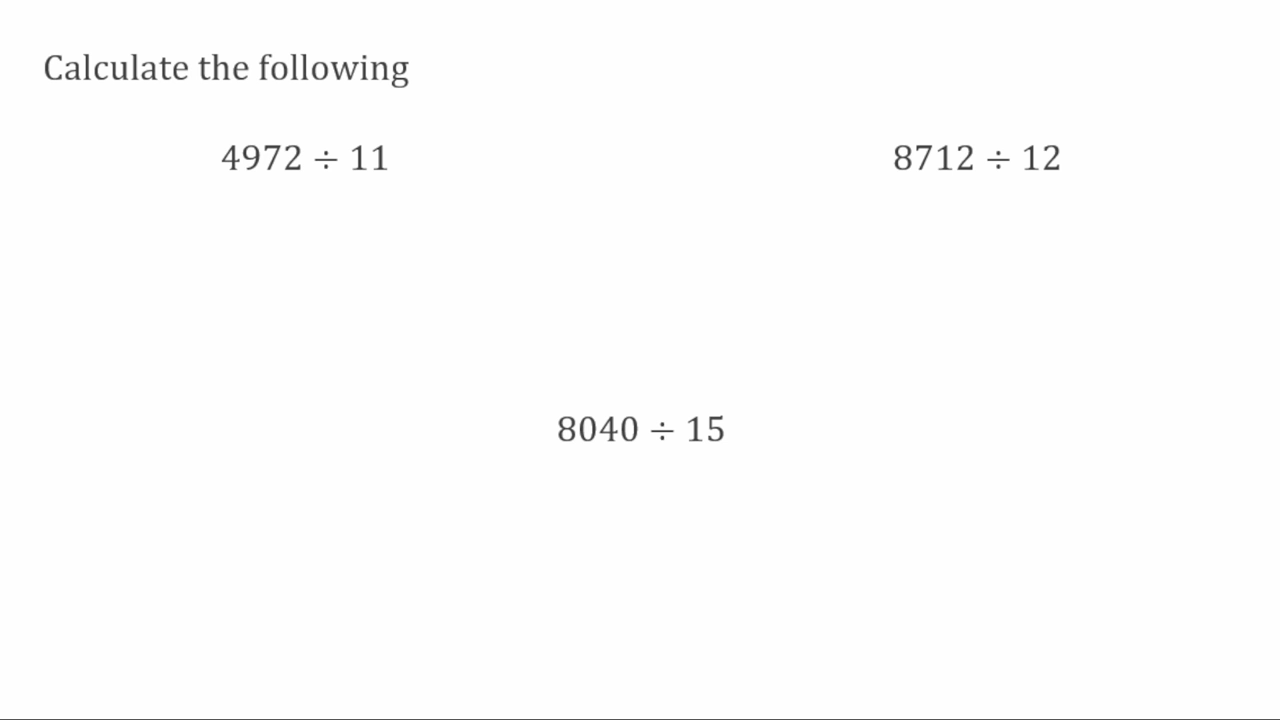 Calculate the following
4972 ÷ 11
8712 ÷ 12
8040 ÷ 15